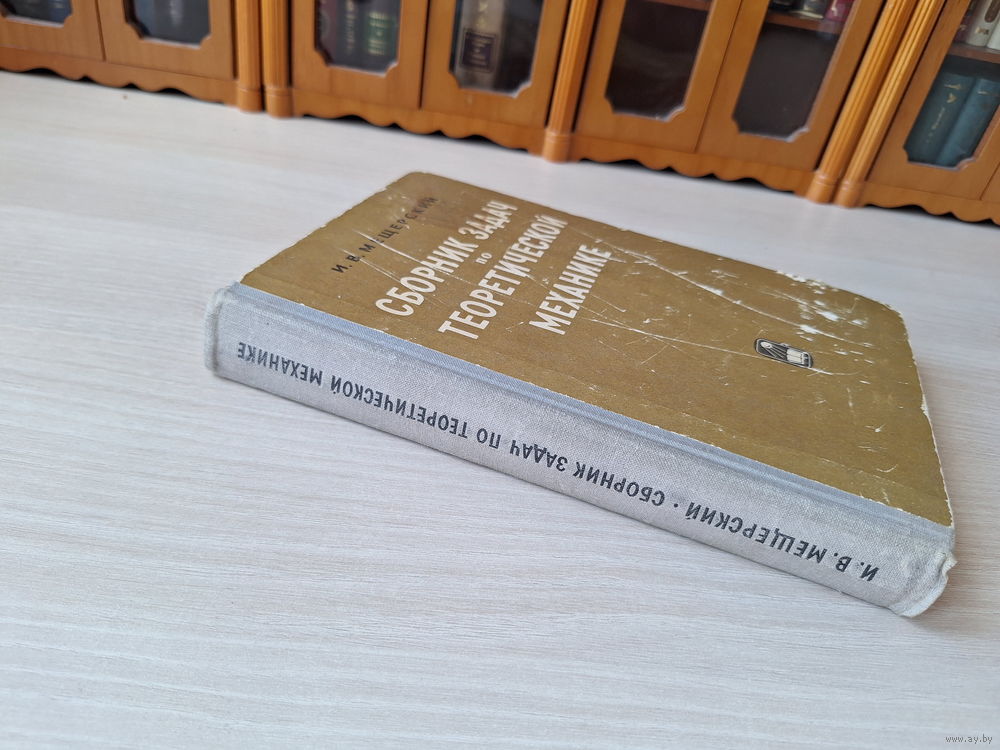 И. В. МЕЩЕРСКИЙ
СБОРНИК ЗАДАЧ
ПО
ТЕОРЕТИЧЕСКОЙ
МЕХАНИКЕ
И. В. МЕЩЕРСКИЙ · СБОРНИК ЗАДАЧ ПО ТЕОРЕТИЧЕСКОЙ МЕХАНИКЕ
www.ay.by